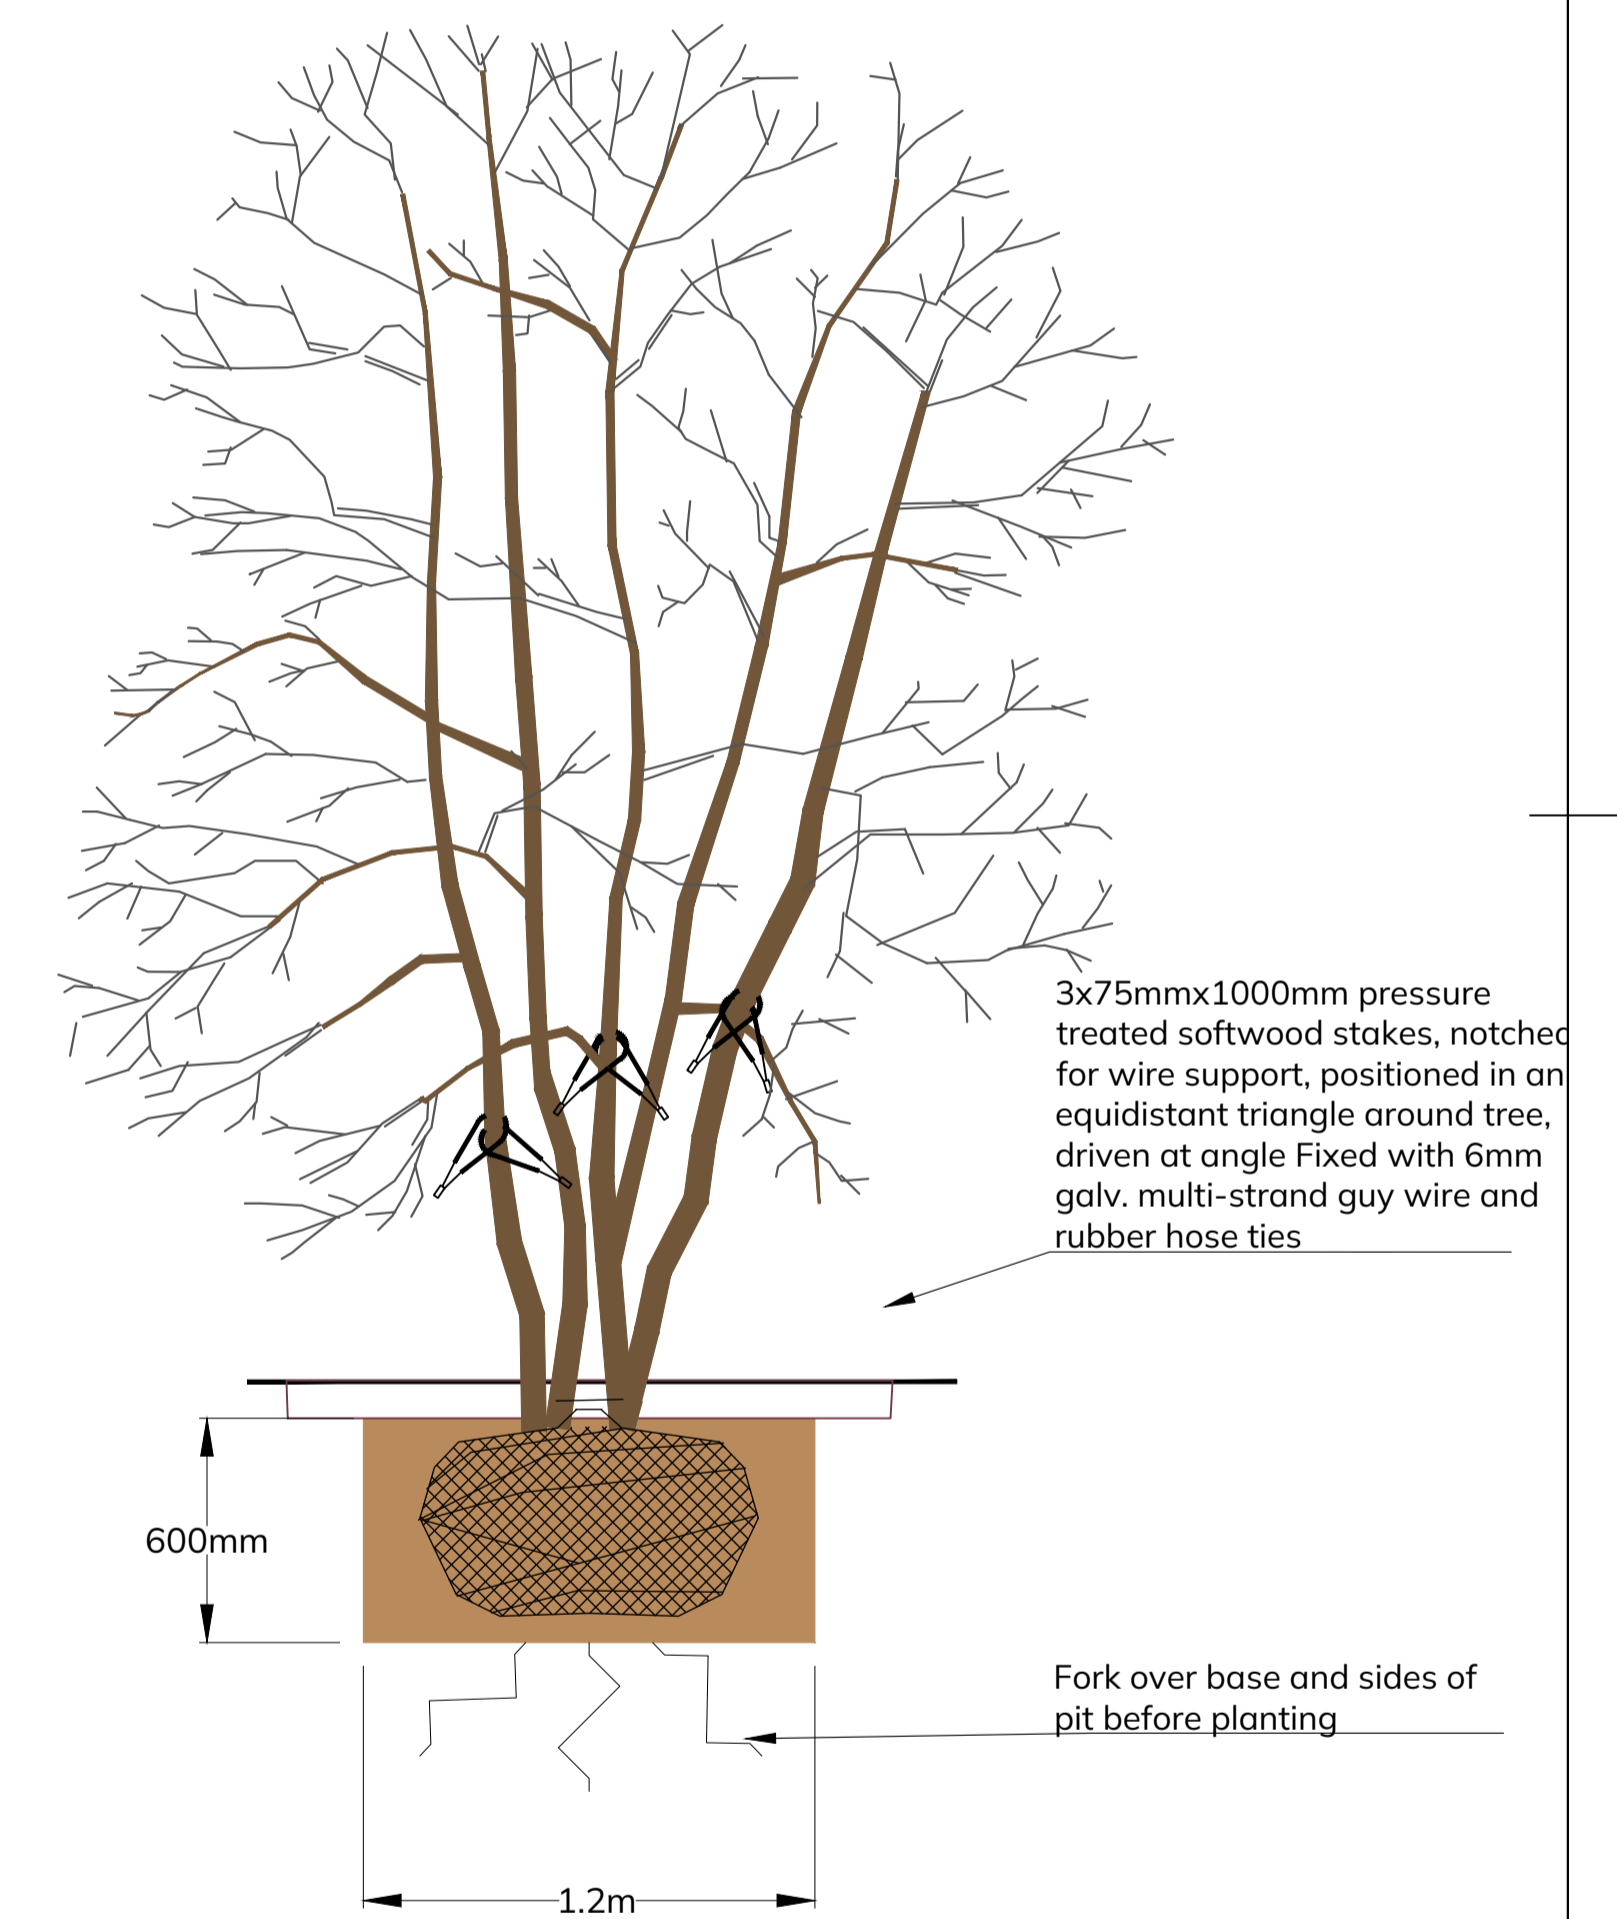 3x75mmx1000mm pressure
treated softwood stakes, notched
for wire support, positioned in an
equidistant triangle around tree,
driven at angle Fixed with 6mm
galv. multi-strand guy wire and
rubber hose ties
600mm
Fork over base and sides of
pit before planting
1.2m